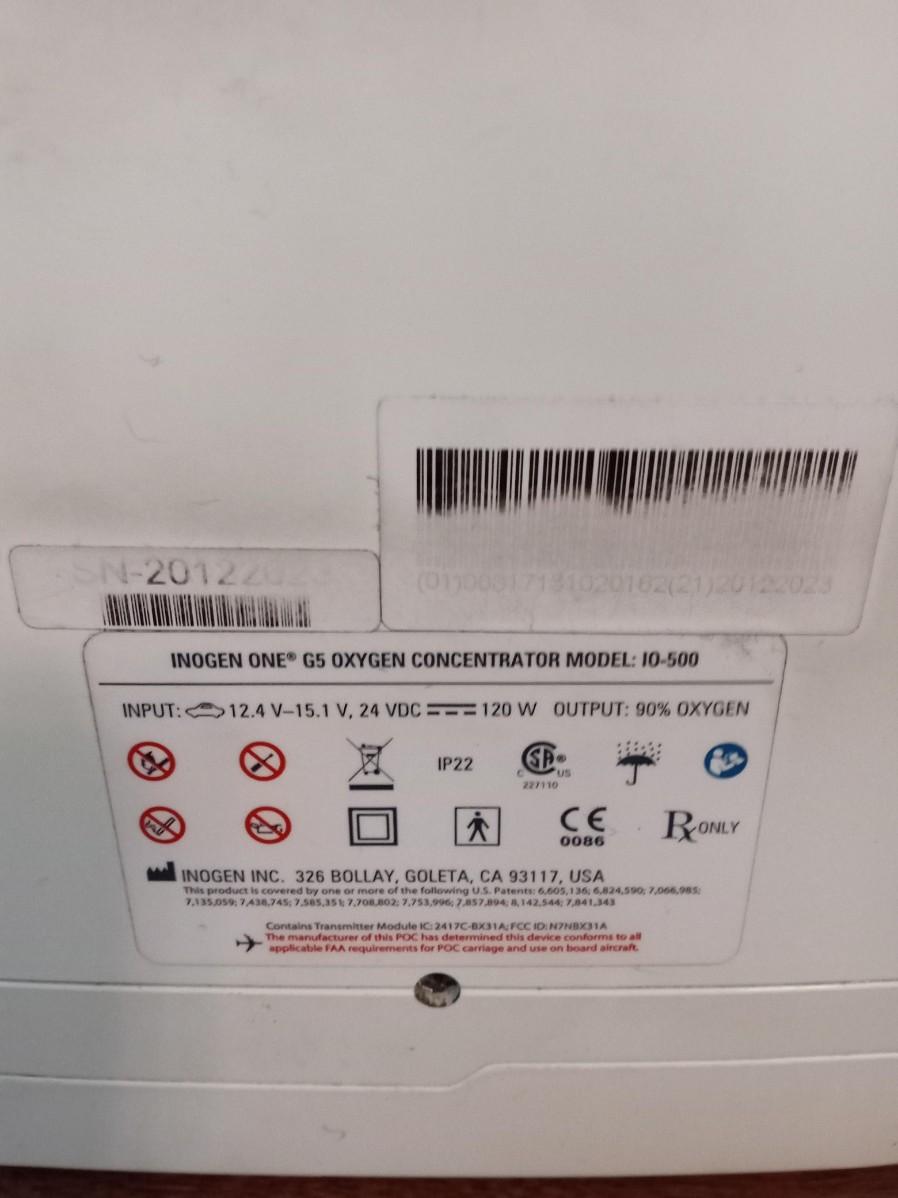 (01)00817131020162(21)20122023
SN-20122023
INOGEN ONE® G5 OXYGEN CONCENTRATOR MODEL: IO-500
INPUT: 12.4 V–15.1 V, 24 VDC 120 W OUTPUT: 90% OXYGEN
IP22
SA®
C US
227110
CE
0086
Rx ONLY
INOGEN INC. 326 BOLLAY, GOLETA, CA 93117, USA
This product is covered by one or more of the following U.S. Patents: 6,605,136; 6,824,590; 7,066,985;
7,135,059; 7,438,745; 7,585,351; 7,708,802; 7,753,996; 7,857,894; 8,142,544; 7,841,343
Contains Transmitter Module IC: 2417C-BX31A; FCC ID: N7NBX31A
The manufacturer of this POC has determined this device conforms to all
applicable FAA requirements for POC carriage and use on board aircraft.